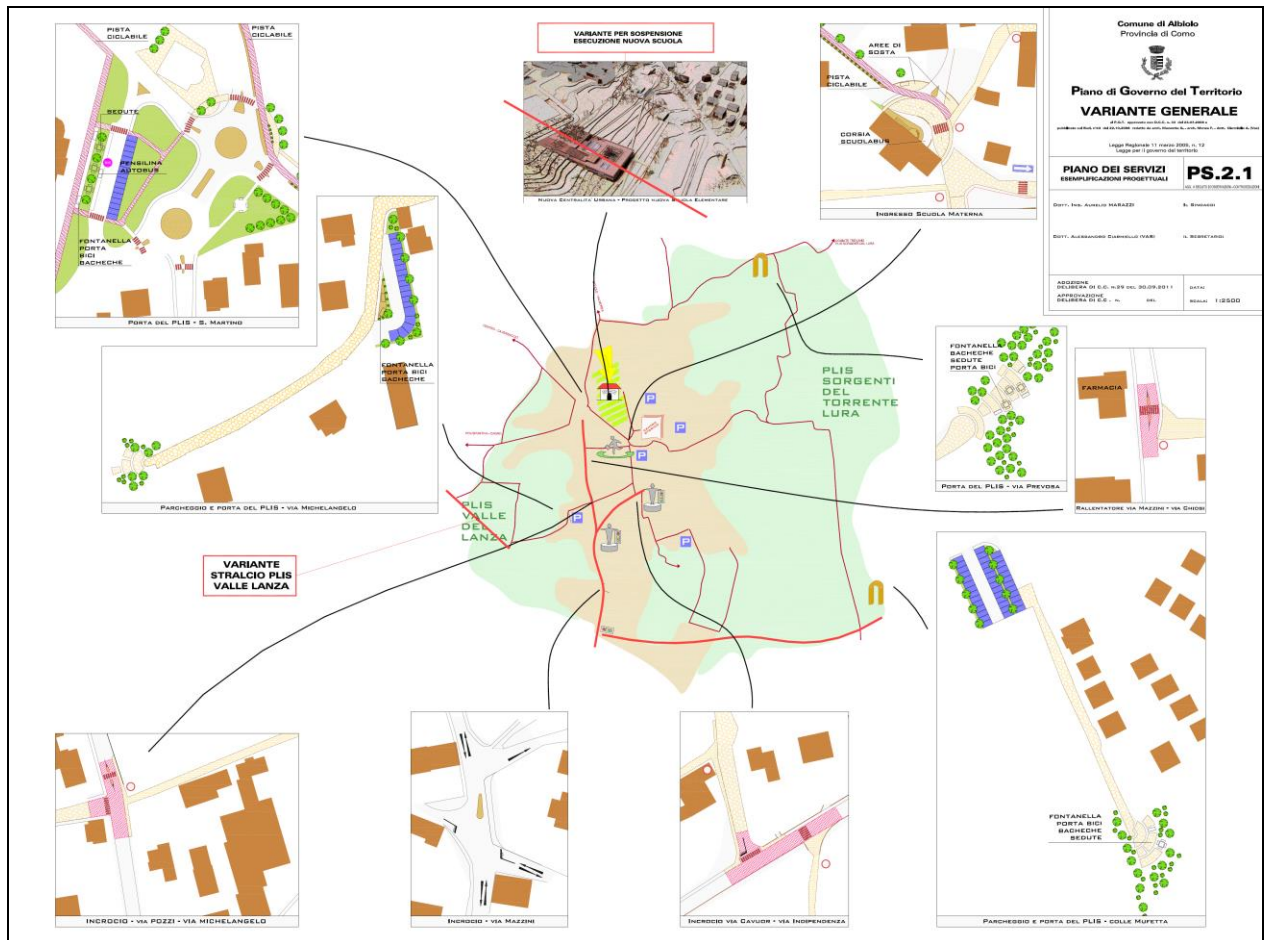 PISTA
CICLABILE
PISTA
CICLABILE
SEDUTE
PENSILINA
AUTOBUS
FONTANELLA
PORTA
BICI
BACHECHE
PORTA DEL PLIS - S. MARTINO
VARIANTE PER SOSPENSIONE
ESECUZIONE NUOVA SCUOLA
NUOVA CENTRALITA' URBANA - PROGETTO NUOVA SCUOLA ELEMENTARE
AREE DI
SOSTA
PISTA
CICLABILE
CORSIA
SCUOLABUS
INGRESSO SCUOLA MATERNA
Comune di Albiolo
Provincia di Como
Piano di Governo del Territorio
VARIANTE GENERALE
Legge Regionale 11 marzo 2005, n. 12
Legge per il governo del territorio
PIANO DEI SERVIZI
ESEMPLIFICAZIONI PROGETTUALI
PS.2.1
DOTT. ING. AURELIO MARAZZI
IL SINDACO
DOTT. ALESSANDRO CIARMIELLO (VAS)
IL SEGRETARIO
ADOZIONE
DELIBERA DI C.C. n.29 DEL 30.09.2011
APPROVAZIONE
DELIBERA DI C.C. N. DEL
DATA:
SCALA: 1:2500
FONTANELLA
PORTA BICI
BACHECHE
PARCHEGGIO E PORTA DEL PLIS - VIA MICHELANGELO
PLIS
SORGENTI
DEL
TORRENTE
LURA
P
P
P
P
P
PLIS
VALLE
DEL
LANZA
VARIANTE
STRALCIO PLIS
VALLE LANZA
FONTANELLA
BACHECHE
SEDUTE
PORTA BICI
PORTA DEL PLIS - VIA PREVOSA
FARMACIA
RALLENTATORE VIA MAZZINI - VIA GHIOSI
INCROCIO - VIA POZZI - VIA MICHELANGELO
INCROCIO - VIA MAZZINI
INCROCIO VIA CAVUOR - VIA INDIPENDENZA
FONTANELLA
PORTA BICI
BACHECHE
SEDUTE
PARCHEGGIO E PORTA DEL PLIS - COLLE MUFETTA